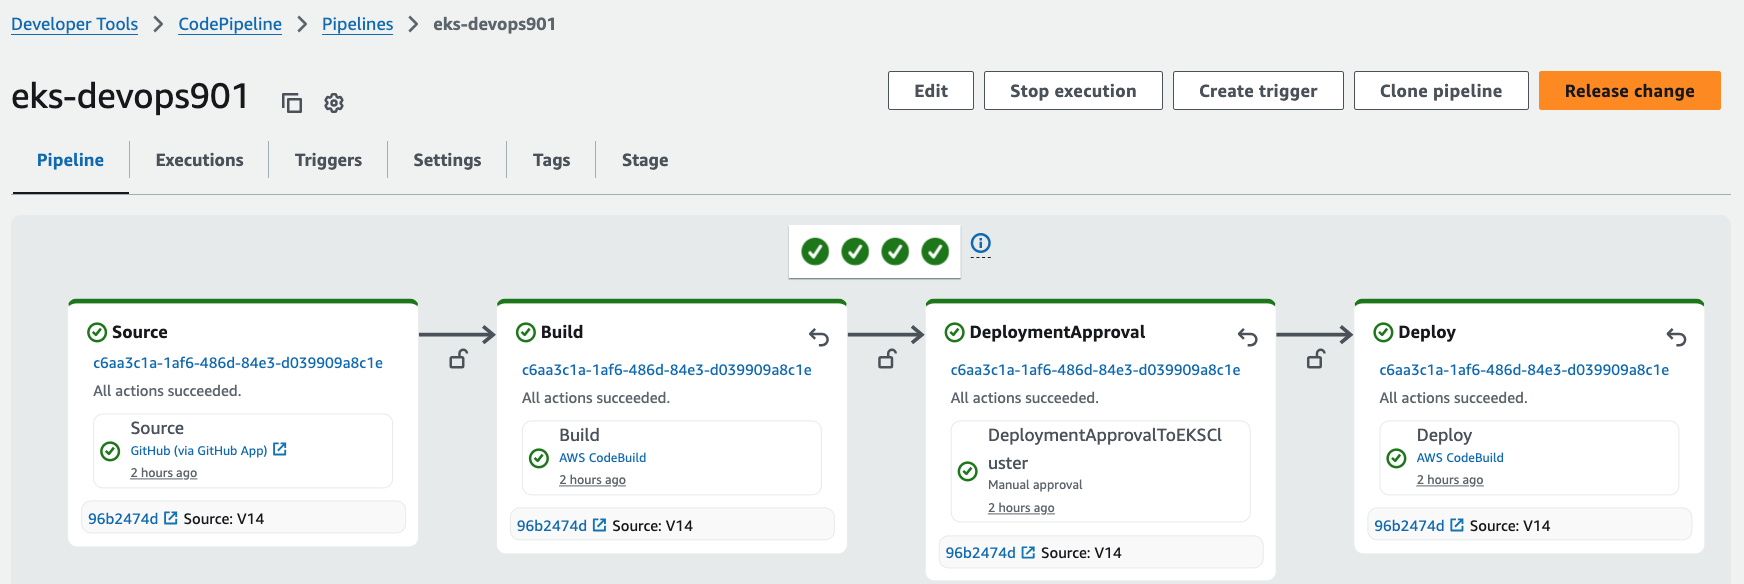 Developer Tools > CodePipeline > Pipelines > eks-devops901
eks-devops901
Edit
Stop execution
Create trigger
Clone pipeline
Release change
Pipeline
Executions
Triggers
Settings
Tags
Stage
Source
c6aa3c1a-1af6-486d-84e3-d039909a8c1e
All actions succeeded.
Source
GitHub (via GitHub App)
2 hours ago
96b2474d Source: V14
Build
c6aa3c1a-1af6-486d-84e3-d039909a8c1e
All actions succeeded.
Build
AWS CodeBuild
2 hours ago
96b2474d Source: V14
DeploymentApproval
c6aa3c1a-1af6-486d-84e3-d039909a8c1e
All actions succeeded.
DeploymentApprovalToEKSCl
uster
Manual approval
2 hours ago
96b2474d Source: V14
Deploy
c6aa3c1a-1af6-486d-84e3-d039909a8c1e
All actions succeeded.
Deploy
AWS CodeBuild
2 hours ago
96b2474d Source: V14